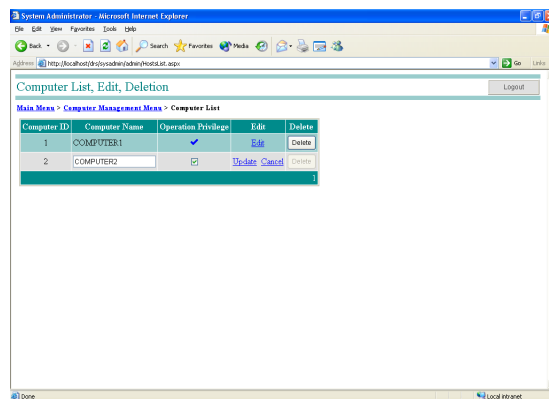 System Administrator - Microsoft Internet Explorer
File Edit View Favorites Tools Help
Back Search Favorites Media
Address http://localhost/drs/sysadmin/admin/HostsList.aspx Go Links
Computer List, Edit, Deletion Logout
Main Menu > Computer Management Menu > Computer List
Computer ID Computer Name Operation Privilege Edit Delete
1 COMPUTER1 Edit Delete
2 COMPUTER2 Update Cancel Delete
1
Done Local intranet